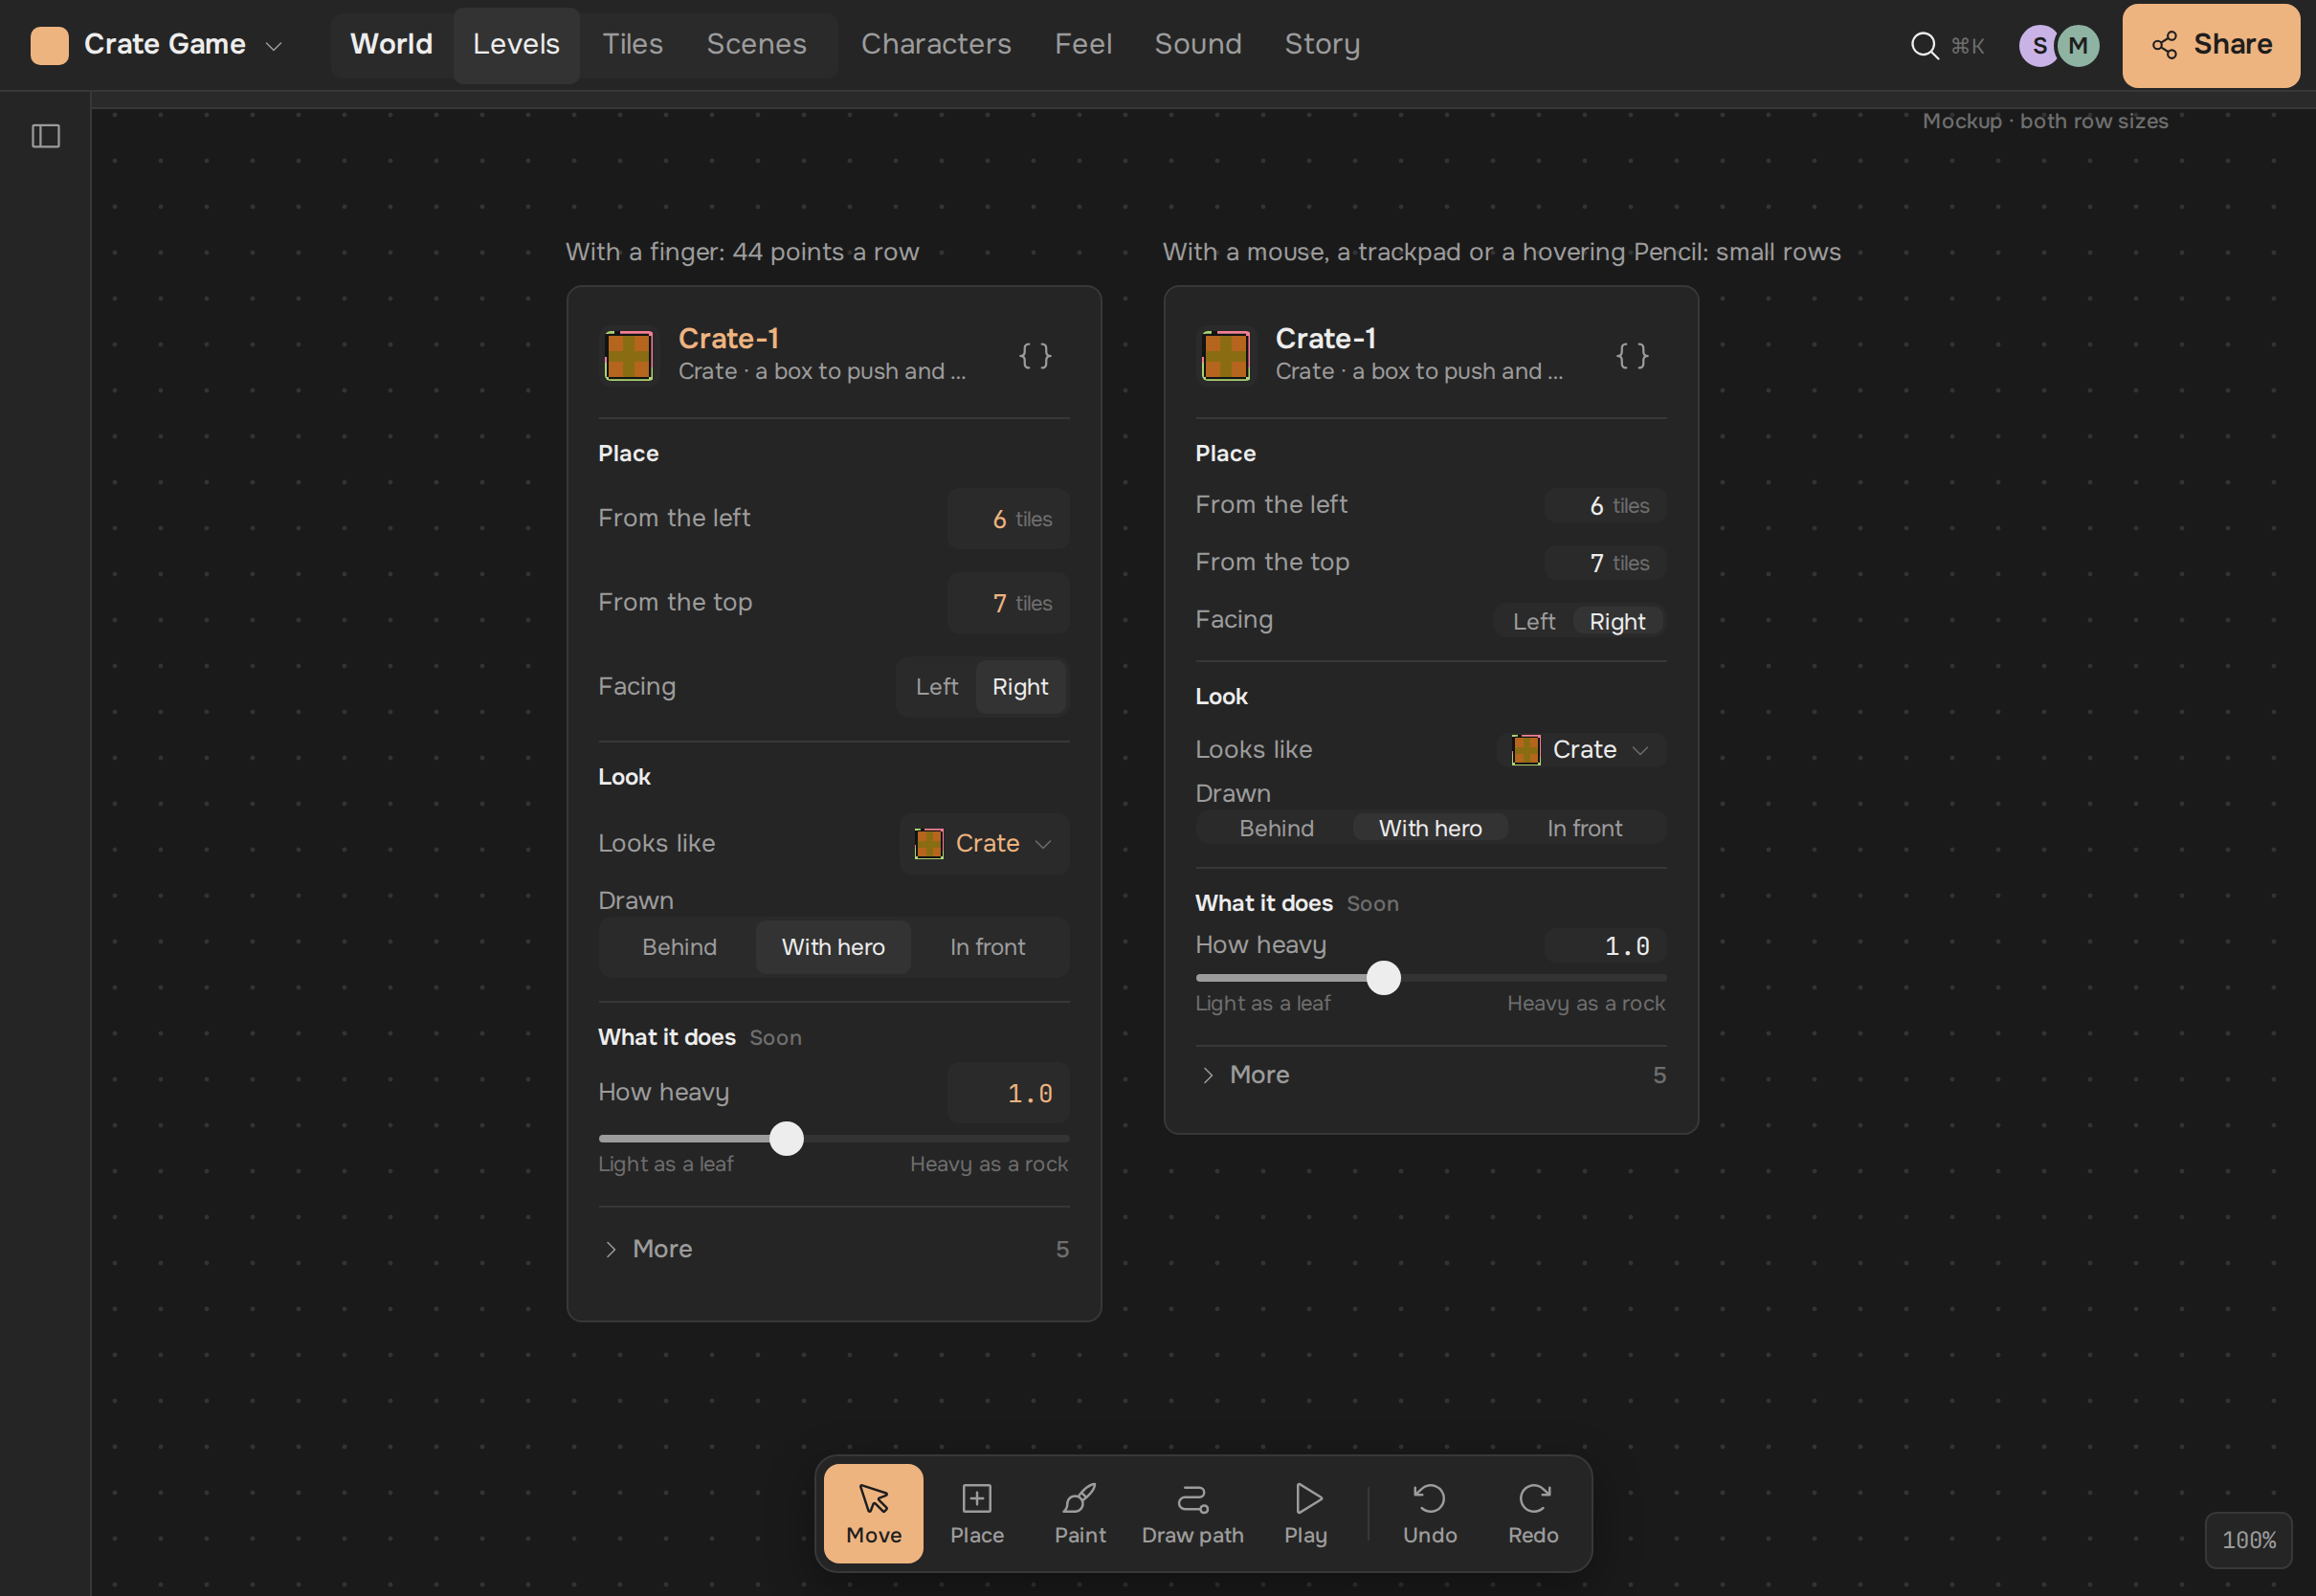 Crate Game
World
Levels
Tiles
Scenes
Characters
Feel
Sound
Story
⌘K
S
M
Share
Mockup · both row sizes
With a finger: 44 points a row
Crate-1
Crate · a box to push and ...
{ }
Place
From the left
6 tiles
From the top
7 tiles
Facing
Left
Right
Look
Looks like
Crate
Drawn
Behind
With hero
In front
What it does Soon
How heavy
1.0
Light as a leaf
Heavy as a rock
More
5
With a mouse, a trackpad or a hovering Pencil: small rows
Crate-1
Crate · a box to push and ...
{ }
Place
From the left
6 tiles
From the top
7 tiles
Facing
Left
Right
Look
Looks like
Crate
Drawn
Behind
With hero
In front
What it does Soon
How heavy
1.0
Light as a leaf
Heavy as a rock
More
5
Move
Place
Paint
Draw path
Play
Undo
Redo
100%